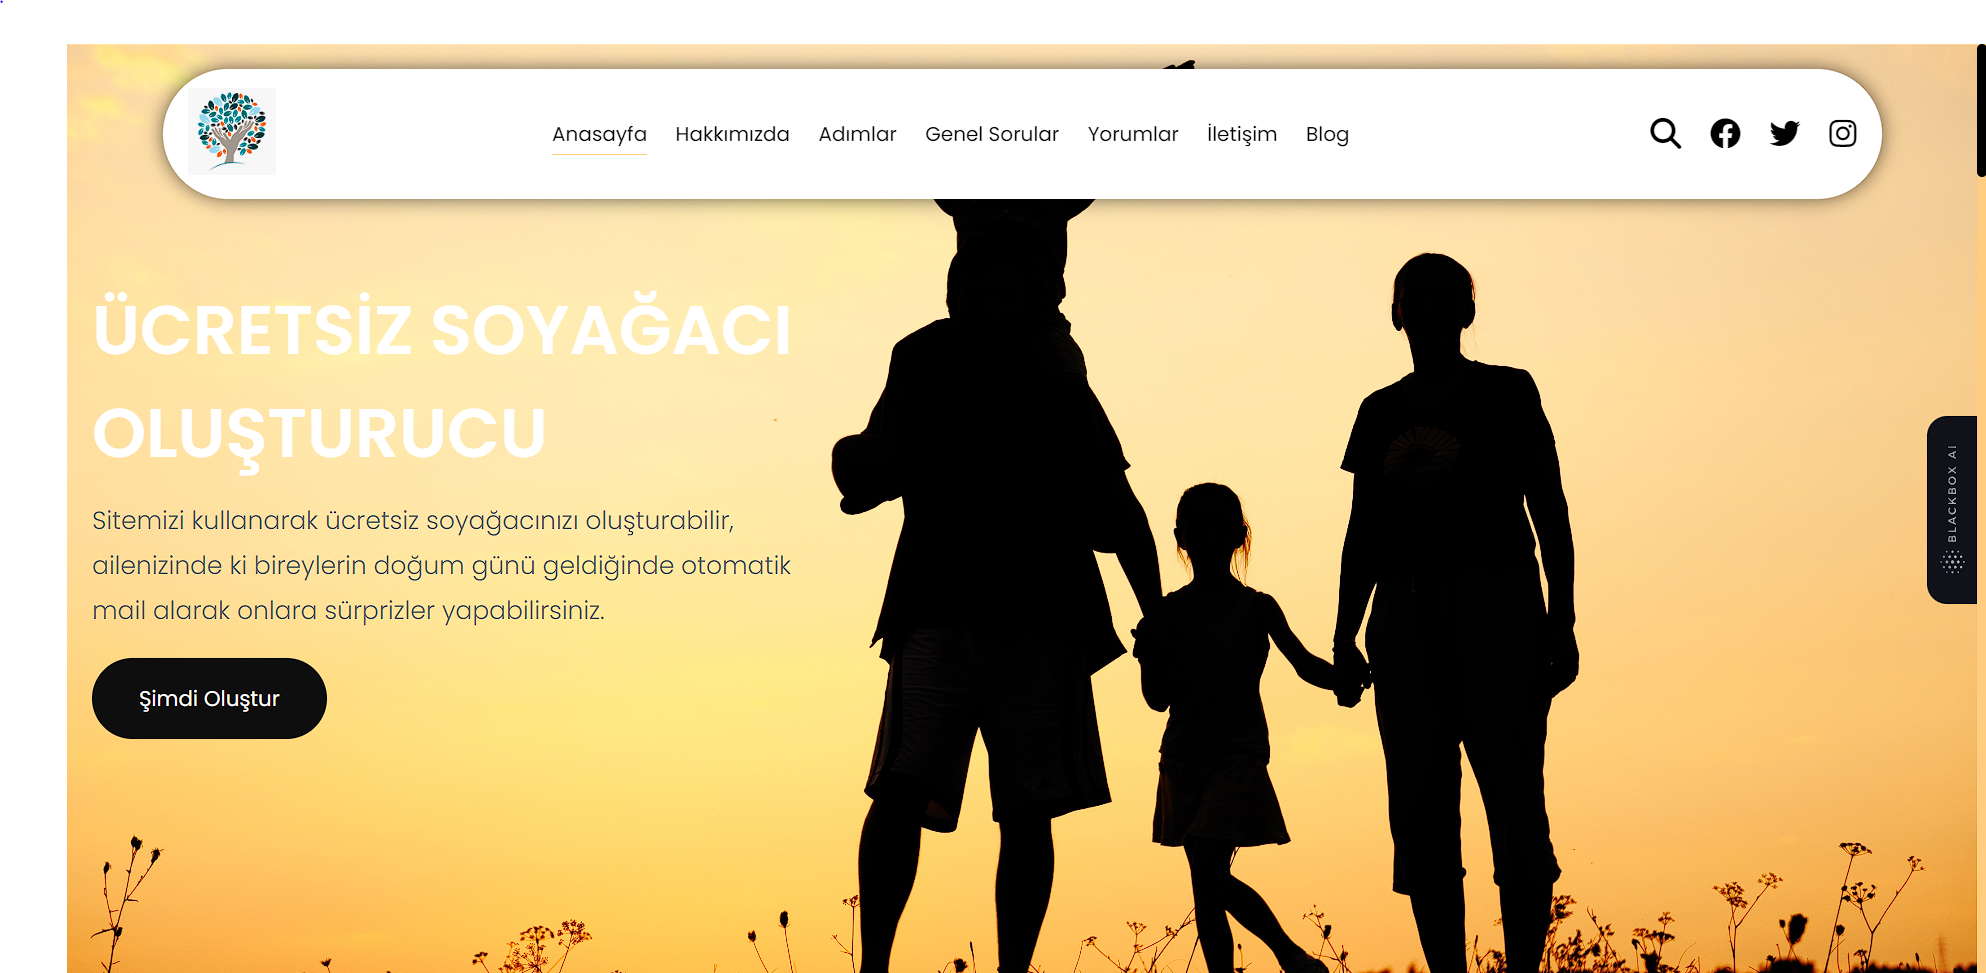 Anasayfa Hakkımızda Adımlar Genel Sorular Yorumlar İletişim Blog
ÜCRETSİZ SOYAĞACI
OLUŞTURUCU
Sitemizi kullanarak ücretsiz soyağacınızı oluşturabilir,
ailenizinde ki bireylerin doğum günü geldiğinde otomatik
mail alarak onlara sürprizler yapabilirsiniz.
Şimdi Oluştur
BLACKBOX AI